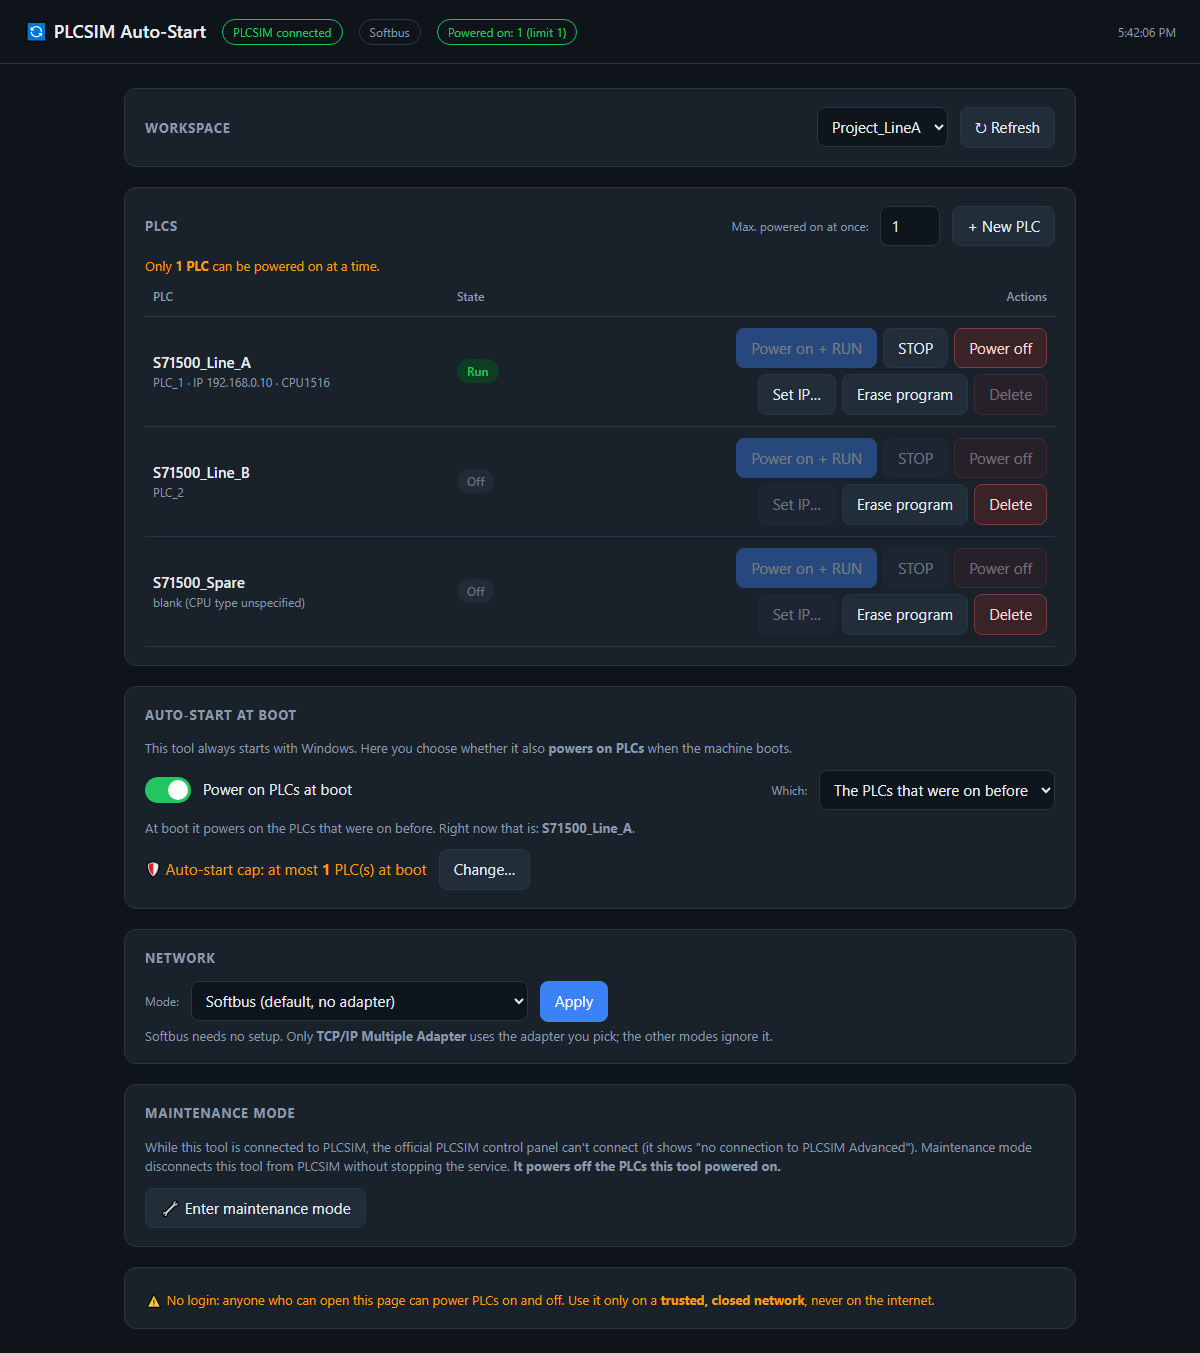 PLCSIM Auto-Start
PLCSIM connected
Softbus
Powered on: 1 (limit 1)
5:42:06 PM
WORKSPACE
Project_LineA
↻ Refresh
PLCS
Max. powered on at once:
1
+ New PLC
Only 1 PLC can be powered on at a time.
PLC
State
Actions
S71500_Line_A
PLC_1 · IP 192.168.0.10 · CPU1516
Run
Power on + RUN
STOP
Power off
Set IP...
Erase program
Delete
S71500_Line_B
PLC_2
Off
Power on + RUN
STOP
Power off
Set IP...
Erase program
Delete
S71500_Spare
blank (CPU type unspecified)
Off
Power on + RUN
STOP
Power off
Set IP...
Erase program
Delete
AUTO-START AT BOOT
This tool always starts with Windows. Here you choose whether it also powers on PLCs when the machine boots.
Power on PLCs at boot
Which:
The PLCs that were on before
At boot it powers on the PLCs that were on before. Right now that is: S71500_Line_A.
Auto-start cap: at most 1 PLC(s) at boot
Change...
NETWORK
Mode:
Softbus (default, no adapter)
Apply
Softbus needs no setup. Only TCP/IP Multiple Adapter uses the adapter you pick; the other modes ignore it.
MAINTENANCE MODE
While this tool is connected to PLCSIM, the official PLCSIM control panel can't connect (it shows "no connection to PLCSIM Advanced"). Maintenance mode
disconnects this tool from PLCSIM without stopping the service. It powers off the PLCs this tool powered on.
Enter maintenance mode
No login: anyone who can open this page can power PLCs on and off. Use it only on a trusted, closed network, never on the internet.